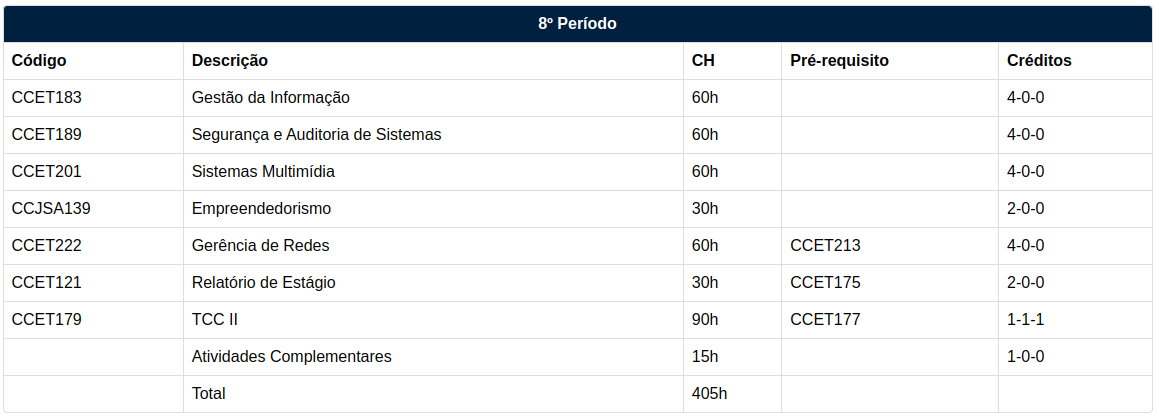 8º Período
Código Descrição CH Pré-requisito Créditos
CCET183 Gestão da Informação 60h 4-0-0
CCET189 Segurança e Auditoria de Sistemas 60h 4-0-0
CCET201 Sistemas Multimídia 60h 4-0-0
CCJSA139 Empreendedorismo 30h 2-0-0
CCET222 Gerência de Redes 60h CCET213 4-0-0
CCET121 Relatório de Estágio 30h CCET175 2-0-0
CCET179 TCC II 90h CCET177 1-1-1
Atividades Complementares 15h 1-0-0
Total 405h